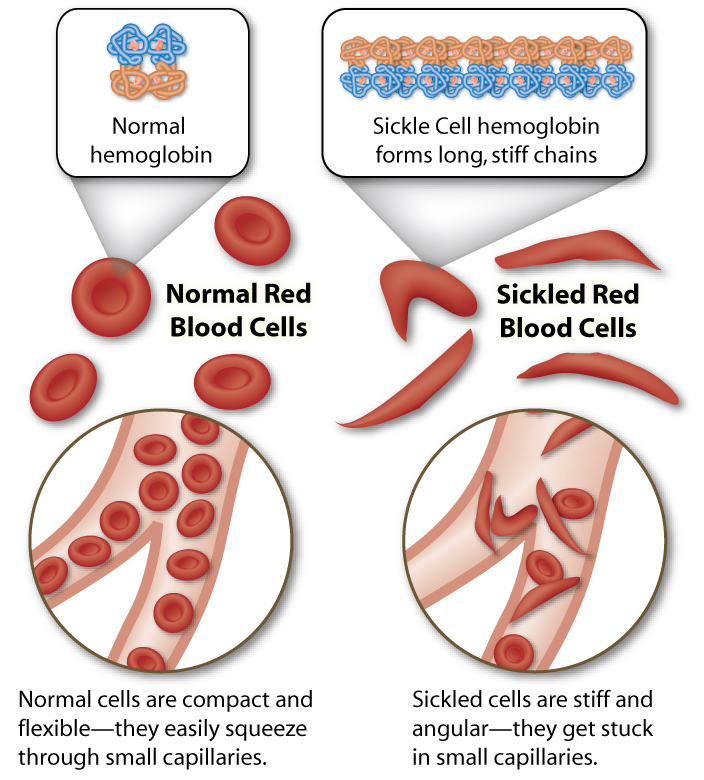 Normal
hemoglobin
Sickle Cell hemoglobin
forms long, stiff chains
Normal Red
Blood Cells
Sickled Red
Blood Cells
Normal cells are compact and
flexible—they easily squeeze
through small capillaries.
Sickled cells are stiff and
angular—they get stuck
in small capillaries.